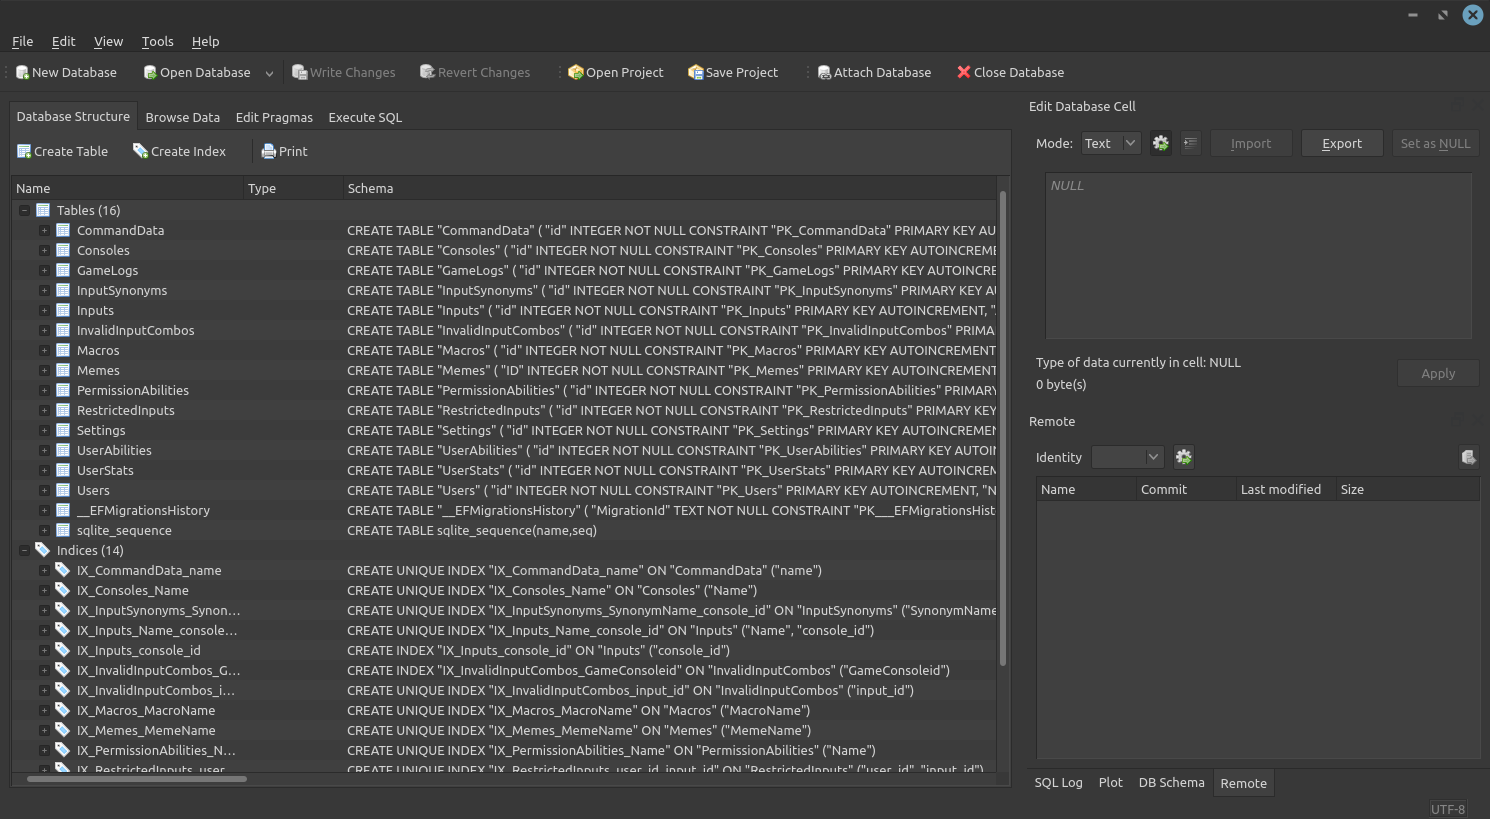 File Edit View Tools Help
New Database Open Database Write Changes Revert Changes Open Project Save Project Attach Database Close Database
Database Structure Browse Data Edit Pragmas Execute SQL
Create Table Create Index Print
Name Type Schema
Tables (16)
CommandData CREATE TABLE "CommandData" ( "id" INTEGER NOT NULL CONSTRAINT "PK_CommandData" PRIMARY KEY AU
Consoles CREATE TABLE "Consoles" ( "id" INTEGER NOT NULL CONSTRAINT "PK_Consoles" PRIMARY KEY AUTOINCREME
GameLogs CREATE TABLE "GameLogs" ( "id" INTEGER NOT NULL CONSTRAINT "PK_GameLogs" PRIMARY KEY AUTOINCRE
InputSynonyms CREATE TABLE "InputSynonyms" ( "id" INTEGER NOT NULL CONSTRAINT "PK_InputSynonyms" PRIMARY KEY A
Inputs CREATE TABLE "Inputs" ( "id" INTEGER NOT NULL CONSTRAINT "PK_Inputs" PRIMARY KEY AUTOINCREMENT, "
InvalidInputCombos CREATE TABLE "InvalidInputCombos" ( "id" INTEGER NOT NULL CONSTRAINT "PK_InvalidInputCombos" PRIMA
Macros CREATE TABLE "Macros" ( "id" INTEGER NOT NULL CONSTRAINT "PK_Macros" PRIMARY KEY AUTOINCREMENT
Memes CREATE TABLE "Memes" ( "ID" INTEGER NOT NULL CONSTRAINT "PK_Memes" PRIMARY KEY AUTOINCREMENT
PermissionAbilities CREATE TABLE "PermissionAbilities" ( "id" INTEGER NOT NULL CONSTRAINT "PK_PermissionAbilities" PRIMARY
RestrictedInputs CREATE TABLE "RestrictedInputs" ( "id" INTEGER NOT NULL CONSTRAINT "PK_RestrictedInputs" PRIMARY KEY
Settings CREATE TABLE "Settings" ( "id" INTEGER NOT NULL CONSTRAINT "PK_Settings" PRIMARY KEY AUTOINCREMEN
UserAbilities CREATE TABLE "UserAbilities" ( "id" INTEGER NOT NULL CONSTRAINT "PK_UserAbilities" PRIMARY KEY AUTOIN
UserStats CREATE TABLE "UserStats" ( "id" INTEGER NOT NULL CONSTRAINT "PK_UserStats" PRIMARY KEY AUTOINCREM
Users CREATE TABLE "Users" ( "id" INTEGER NOT NULL CONSTRAINT "PK_Users" PRIMARY KEY AUTOINCREMENT, "N
__EFMigrationsHistory CREATE TABLE "__EFMigrationsHistory" ( "MigrationId" TEXT NOT NULL CONSTRAINT "PK___EFMigrationsHist
sqlite_sequence CREATE TABLE sqlite_sequence(name,seq)
Indices (14)
IX_CommandData_name CREATE UNIQUE INDEX "IX_CommandData_name" ON "CommandData" ("name")
IX_Consoles_Name CREATE UNIQUE INDEX "IX_Consoles_Name" ON "Consoles" ("Name")
IX_InputSynonyms_Synon... CREATE UNIQUE INDEX "IX_InputSynonyms_SynonymName_console_id" ON "InputSynonyms" ("SynonymName
IX_Inputs_Name_console... CREATE UNIQUE INDEX "IX_Inputs_Name_console_id" ON "Inputs" ("Name", "console_id")
IX_Inputs_console_id CREATE INDEX "IX_Inputs_console_id" ON "Inputs" ("console_id")
IX_InvalidInputCombos_G... CREATE INDEX "IX_InvalidInputCombos_GameConsoleid" ON "InvalidInputCombos" ("GameConsoleid")
IX_InvalidInputCombos_i... CREATE UNIQUE INDEX "IX_InvalidInputCombos_input_id" ON "InvalidInputCombos" ("input_id")
IX_Macros_MacroName CREATE UNIQUE INDEX "IX_Macros_MacroName" ON "Macros" ("MacroName")
IX_Memes_MemeName CREATE UNIQUE INDEX "IX_Memes_MemeName" ON "Memes" ("MemeName")
IX_PermissionAbilities_N... CREATE UNIQUE INDEX "IX_PermissionAbilities_Name" ON "PermissionAbilities" ("Name")
IX_RestrictedInputs_user_ CREATE UNIQUE INDEX "IX_RestrictedInputs_user_id_input_id" ON "RestrictedInputs" ("user_id", "input_id")
Edit Database Cell
Mode: Text Import Export Set as NULL
NULL
Type of data currently in cell: NULL
0 byte(s)
Apply
Remote
Identity
Name Commit Last modified Size
SQL Log Plot DB Schema Remote
UTF-8